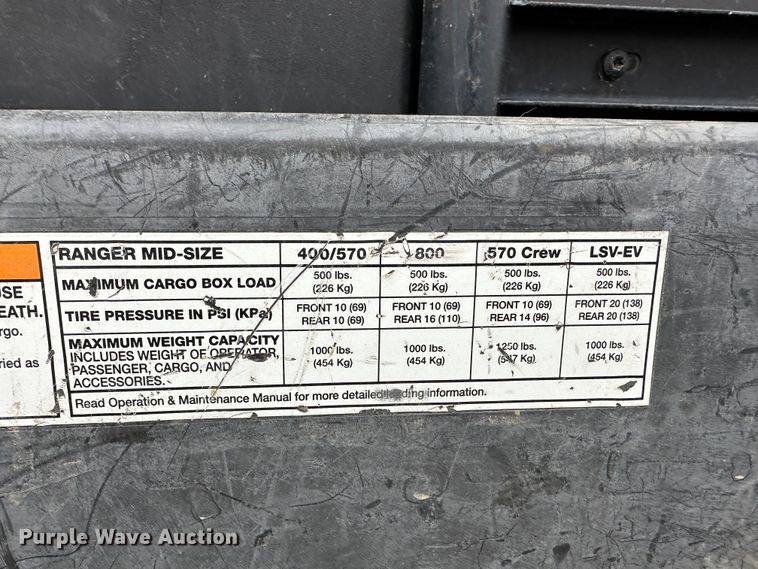 OSE
EATH.
rgo.
ried as
RANGER MID-SIZE 400/570 800 570 Crew LSV-EV
MAXIMUM CARGO BOX LOAD 500 lbs. (226 Kg) 500 lbs. (226 Kg) 500 lbs. (226 Kg) 500 lbs. (226 Kg)
TIRE PRESSURE IN PSI (KPa) FRONT 10 (69) REAR 10 (69) FRONT 10 (69) REAR 16 (110) FRONT 10 (69) REAR 14 (96) FRONT 20 (138) REAR 20 (138)
MAXIMUM WEIGHT CAPACITY
INCLUDES WEIGHT OF OPERATOR,
PASSENGER, CARGO, AND
ACCESSORIES.
1000 lbs. (454 Kg) 1000 lbs. (454 Kg) 1250 lbs. (567 Kg) 1000 lbs. (454 Kg)
Read Operation & Maintenance Manual for more detailed loading information.
Purple Wave Auction